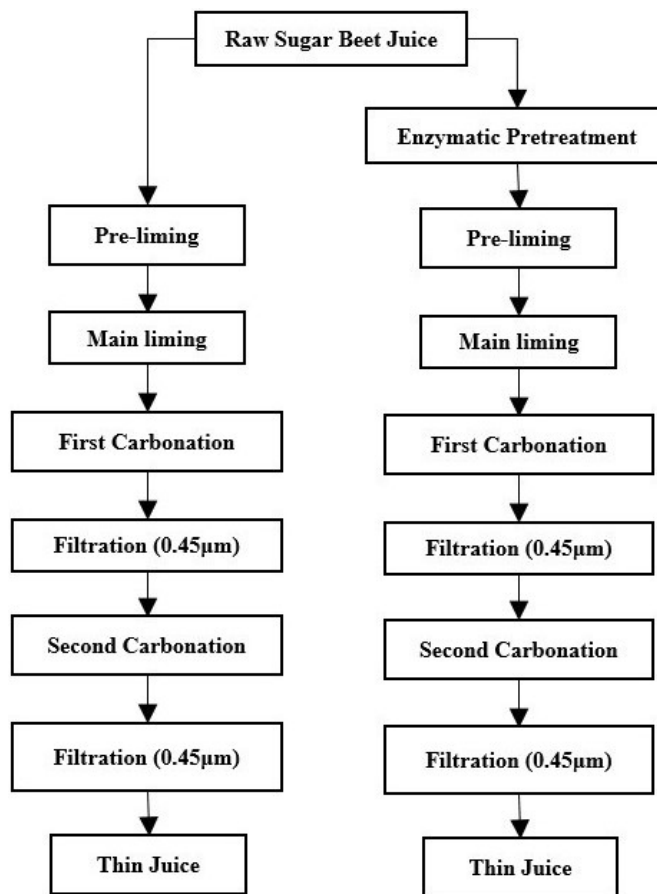 Raw Sugar Beet Juice
Enzymatic Pretreatment
Pre-liming
Pre-liming
Main liming
Main liming
First Carbonation
First Carbonation
Filtration (0.45µm)
Filtration (0.45µm)
Second Carbonation
Second Carbonation
Filtration (0.45µm)
Filtration (0.45µm)
Thin Juice
Thin Juice